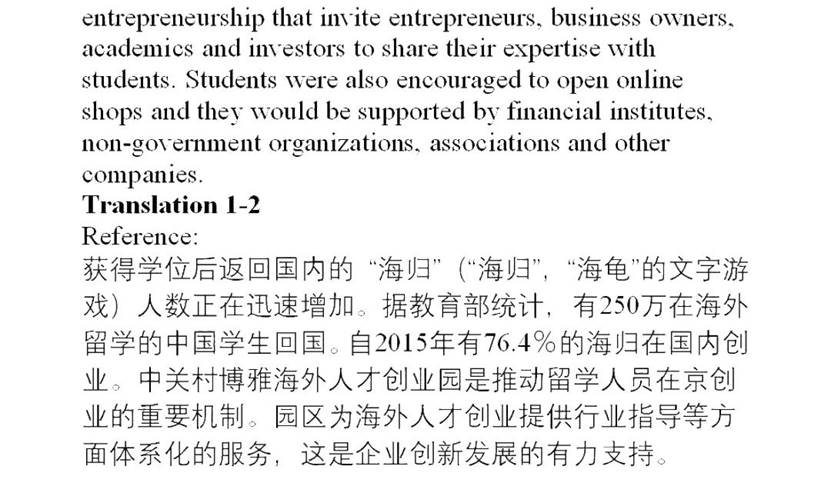 entrepreneurship that invite entrepreneurs, business owners,
academics and investors to share their expertise with
students. Students were also encouraged to open online
shops and they would be supported by financial institutes,
non-government organizations, associations and other
companies.
Translation 1-2
Reference:
获得学位后返回国内的 “海归”（“海归”，“海龟”的文字游
戏）人数正在迅速增加。据教育部统计，有250万在海外
留学的中国学生回国。自2015年有76.4%的海归在国内创
业。中关村博雅海外人才创业园是推动留学人员在京创
业的重要机制。园区为海外人才创业提供行业指导等方
面体系化的服务，这是企业创新发展的有力支持。